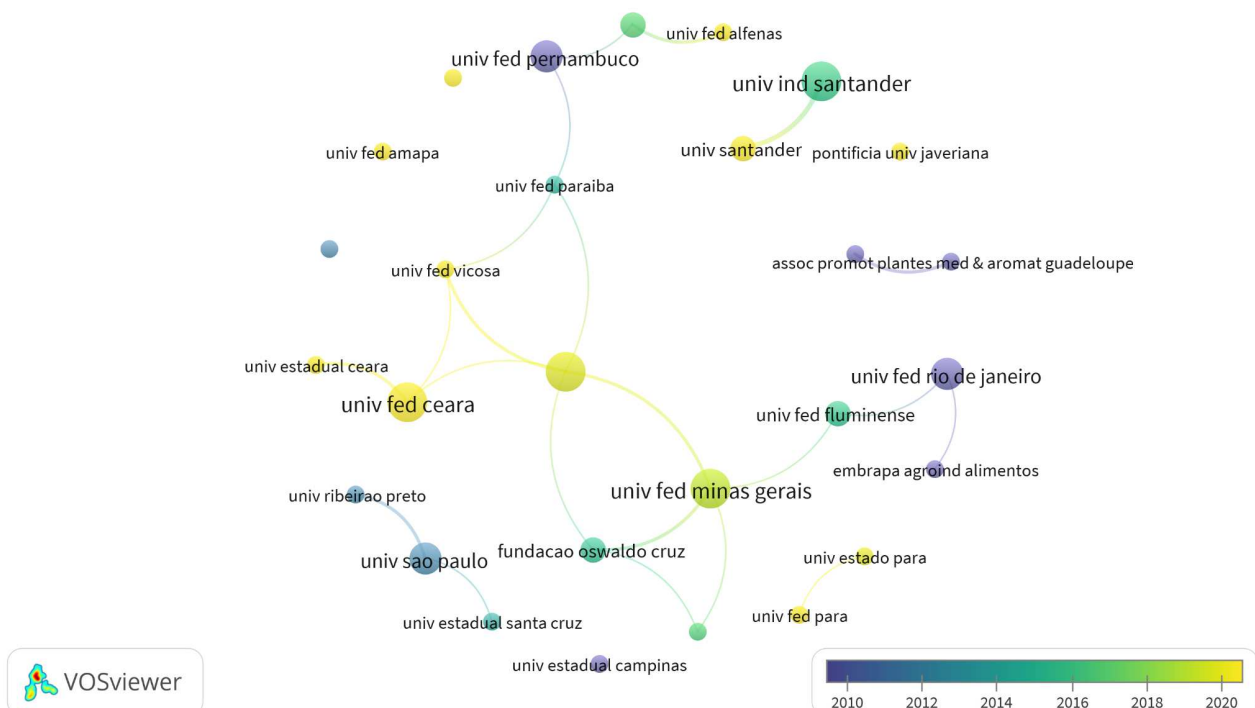 univ fed alfenas
univ fed pernambuco
univ ind santander
univ santander
pontificia univ javeriana
univ fed amapa
univ fed paraiba
assoc promot plantes med & aromat guadeloupe
univ fed vicosa
univ estadual ceara
univ fed ceara
univ fed rio de janeiro
univ fed fluminense
embrapa agroind alimentos
univ fed minas gerais
univ ribeirao preto
fundacao oswaldo cruz
univ sao paulo
univ estado para
univ fed para
univ estadual santa cruz
univ estadual campinas
VOSviewer
2010 2012 2014 2016 2018 2020